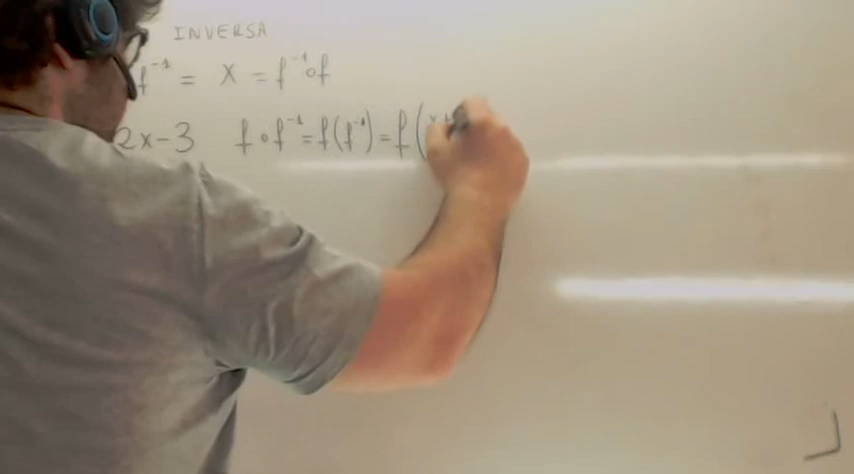 INVERSA
f⁻¹ = x = f⁻¹∘f
2x-3 f∘f⁻¹ = f(f⁻¹) = f(x+